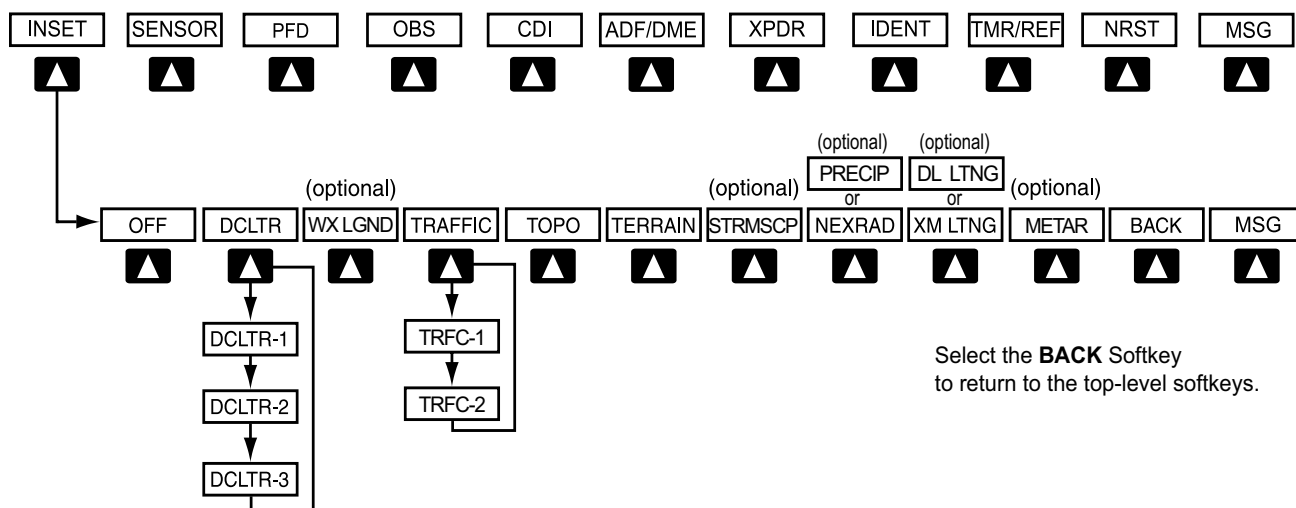 INSET SENSOR PFD OBS CDI ADF/DME XPDR IDENT TMR/REF NRST MSG
(optional) (optional)
PRECIP DL LTNG
(optional) (optional) or or (optional)
OFF DCLTR WX LGND TRAFFIC TOPO TERRAIN STRMSCP NEXRAD XM LTNG METAR BACK MSG
DCLTR-1 TRFC-1
DCLTR-2 TRFC-2
DCLTR-3
Select the BACK Softkey
to return to the top-level softkeys.